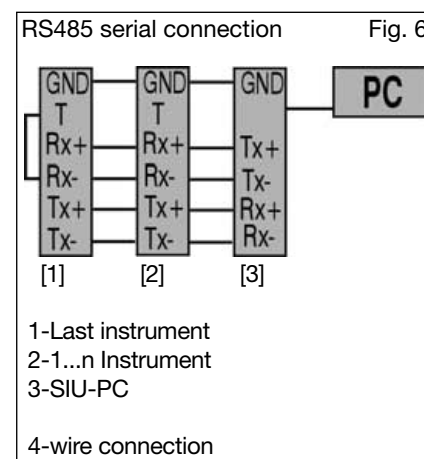 RS485 serial connection Fig. 6
GND GND GND PC
T T
Rx+ Rx+ Tx+
Rx- Rx- Tx-
Tx+ Tx+ Rx+
Tx- Tx- Rx-
[1] [2] [3]
1-Last instrument
2-1...n Instrument
3-SIU-PC
4-wire connection